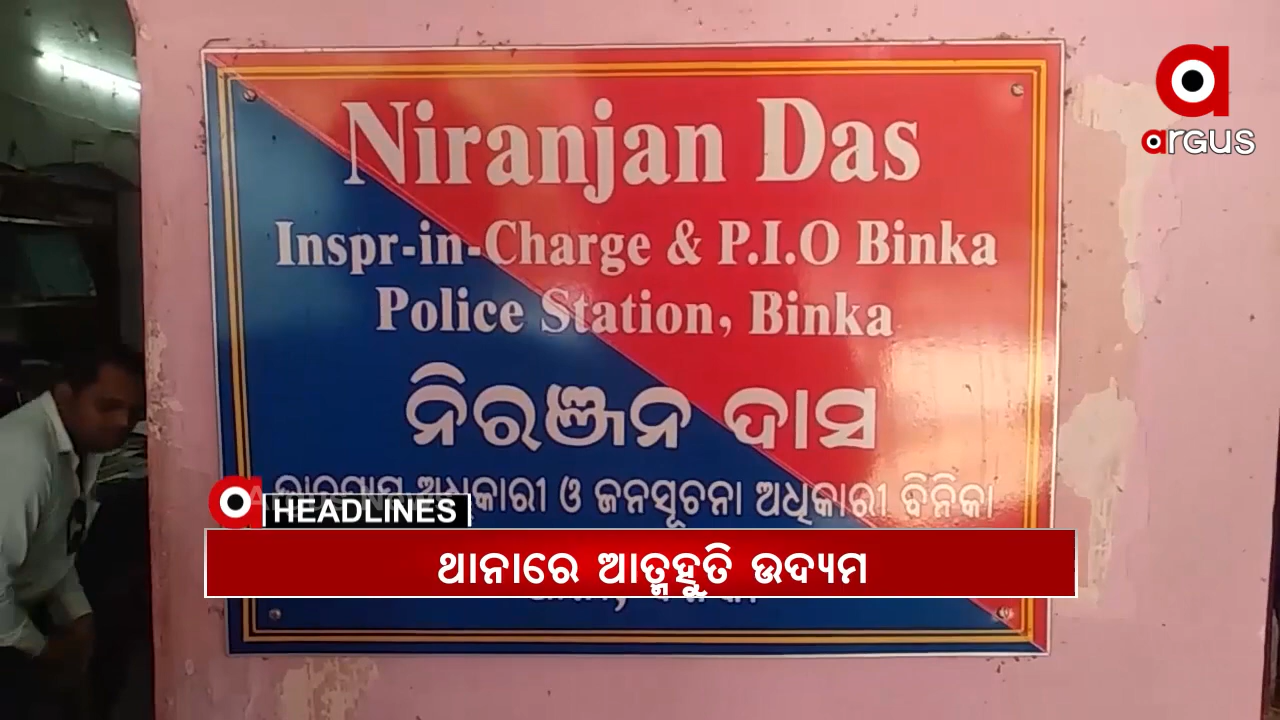 argus
Niranjan Das
Inspr-in-Charge & P.I.O Binka
Police Station, Binka
ନିରଞ୍ଜନ ଦାସ
ଅଧିକାରୀ ଓ ଜନସୂଚନା ଅଧିକାରୀ ବିନିକା
HEADLINES
ଥାନାରେ ଆତ୍ମହୁତି ଉଦ୍ୟମ